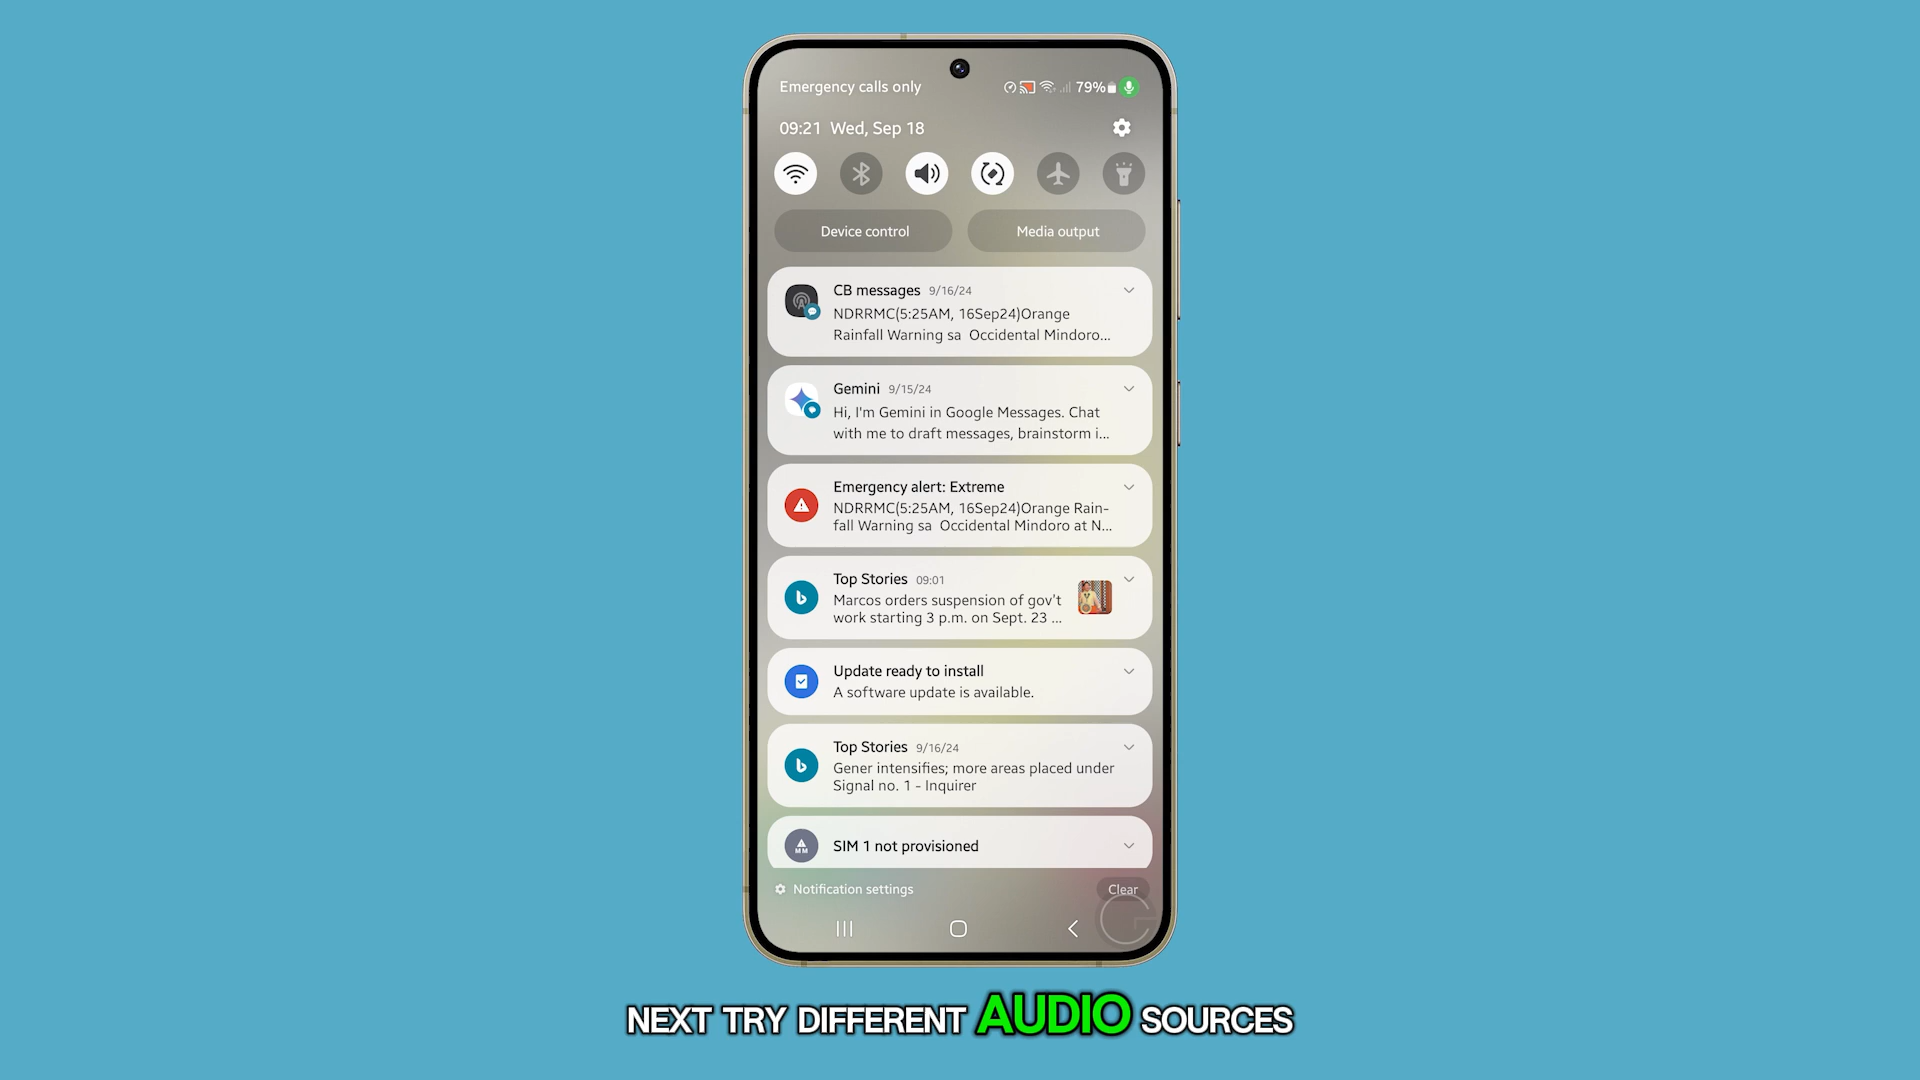 Emergency calls only
79%
09:21 Wed, Sep 18
Device control
Media output
CB messages 9/16/24
NDRRMC(5:25AM, 16Sep24)Orange
Rainfall Warning sa Occidental Mindoro...
Gemini 9/15/24
Hi, I'm Gemini in Google Messages. Chat
with me to draft messages, brainstorm i...
Emergency alert: Extreme
NDRRMC(5:25AM, 16Sep24)Orange Rain-
fall Warning sa Occidental Mindoro at N...
Top Stories 09:01
Marcos orders suspension of gov't
work starting 3 p.m. on Sept. 23 ...
Update ready to install
A software update is available.
Top Stories 9/16/24
Gener intensifies; more areas placed under
Signal no. 1 - Inquirer
MM
SIM 1 not provisioned
Notification settings
Clear
NEXT TRY DIFFERENT AUDIO SOURCES